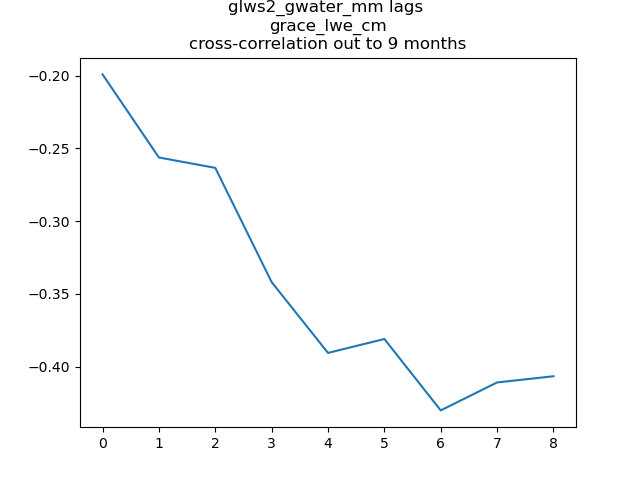 glws2_gwater_mm lags
grace_lwe_cm
cross-correlation out to 9 months
−0.20
−0.25
−0.30
−0.35
−0.40
0 1 2 3 4 5 6 7 8